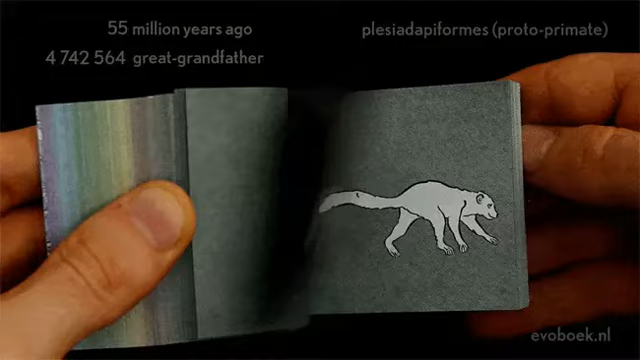 55 million years ago
4 742 564 great-grandfather
plesiadapiformes (proto-primate)
evoboek.nl